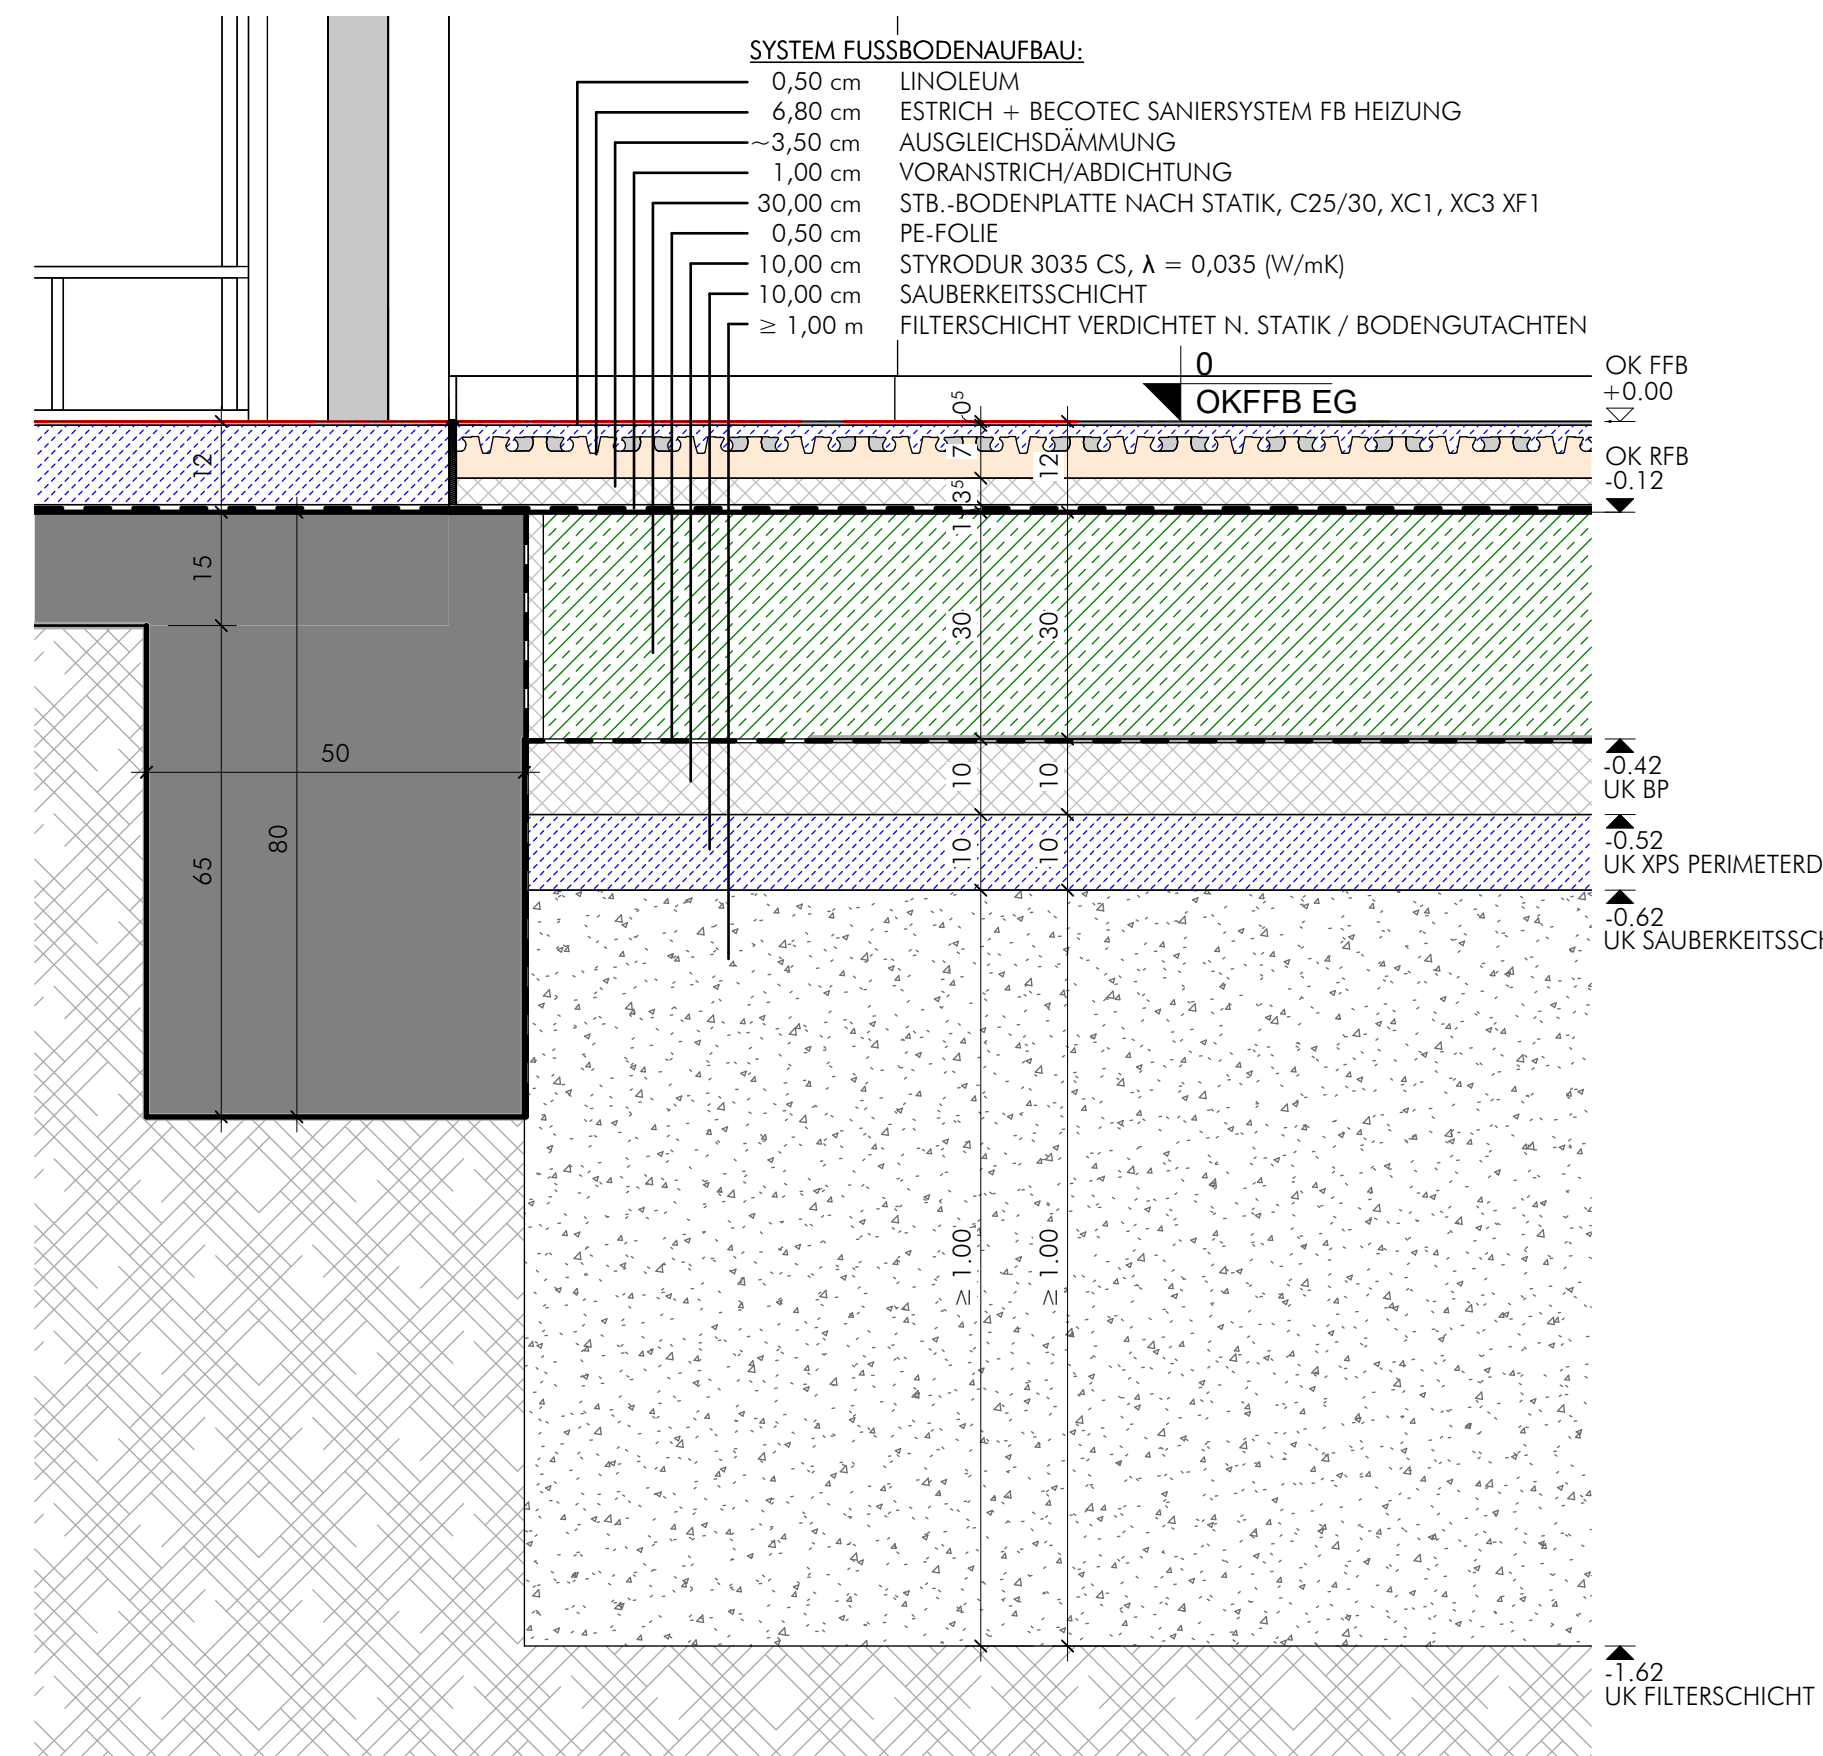 SYSTEM FUSSBODENAUFBAU:
0,50 cm LINOLEUM
6,80 cm ESTRICH + BECOTEC SANIERSYSTEM FB HEIZUNG
~3,50 cm AUSGLEICHSDÄMMUNG
1,00 cm VORANSTRICH/ABDICHTUNG
30,00 cm STB.-BODENPLATTE NACH STATIK, C25/30, XC1, XC3 XF1
0,50 cm PE-FOLIE
10,00 cm STYRODUR 3035 CS, λ = 0,035 (W/mK)
10,00 cm SAUBERKEITSSCHICHT
≥ 1,00 m FILTERSCHICHT VERDICHTET N. STATIK / BODENGUTACHTEN
0
OKFFB EG
OK FFB
+0.00
OK RFB
-0.12
05
7
12
12
35
1
15
30
30
50
-0.42
UK BP
10
10
65
80
-0.52
UK XPS PERIMETERD
10
10
-0.62
UK SAUBERKEITSSCH
≥ 1.00
≥ 1.00
-1.62
UK FILTERSCHICHT